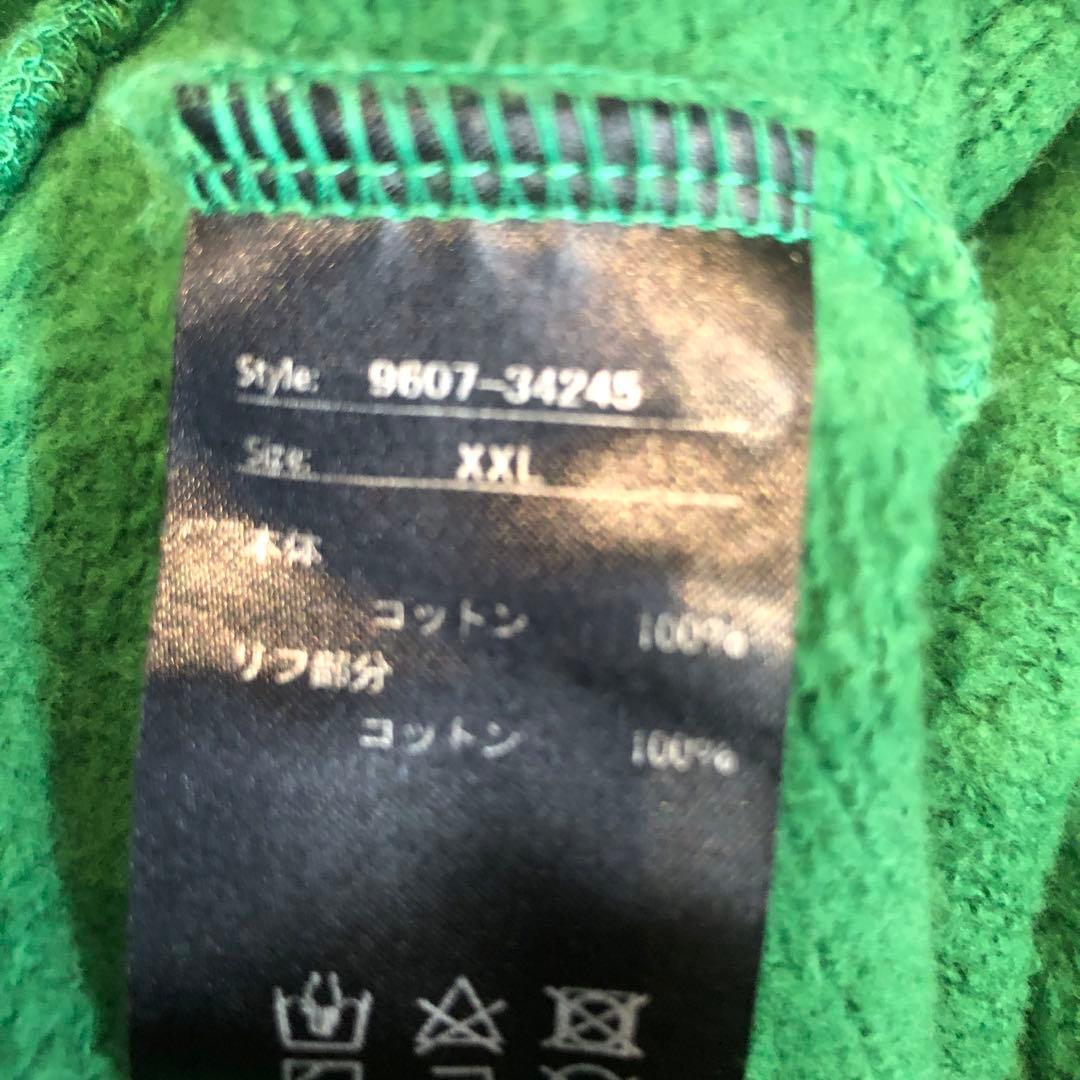 Style: 9607-34245
Size: XXL
本体
コットン 100%
リブ部分
コットン 100%